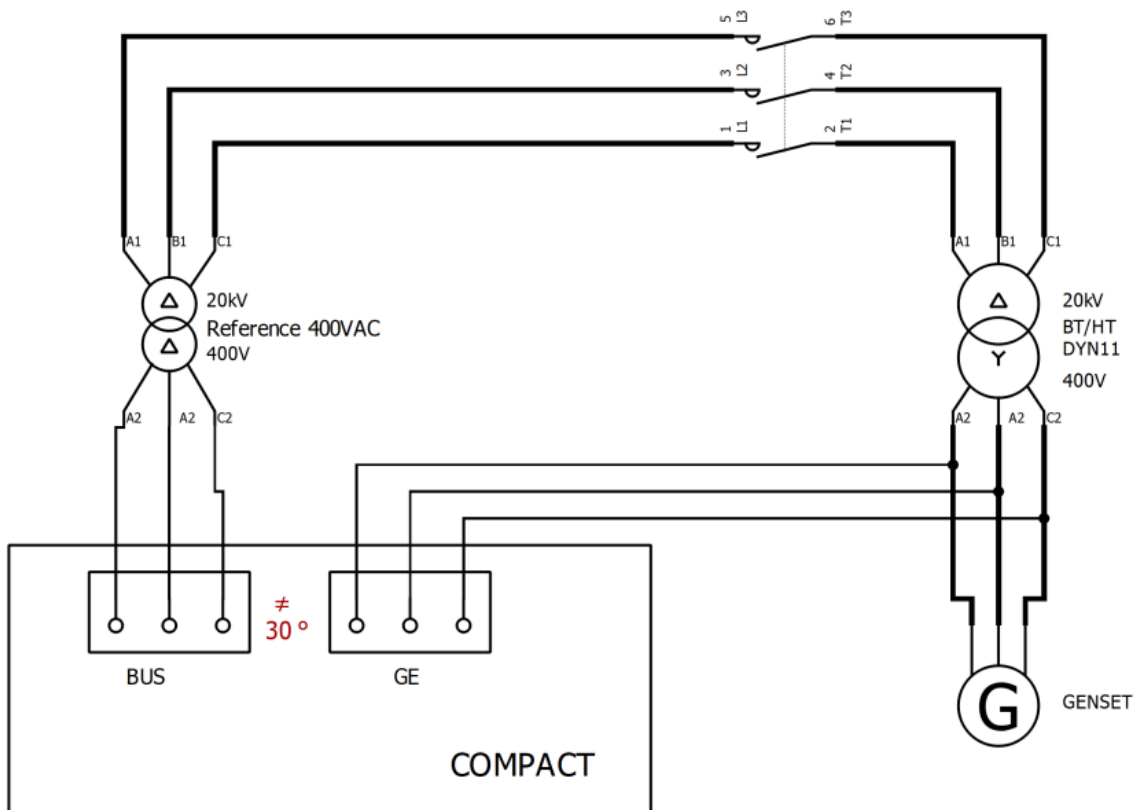 5 L3
6 T3
3 L2
4 T2
1 L1
2 T1
A1 B1 C1
A1 B1 C1
Δ 20kV
Reference 400VAC
Δ 400V
Δ 20kV
BT/HT
DYN11
Y 400V
A2 A2 C2
A2 A2 C2
≠
30 º
BUS
GE
G GENSET
COMPACT